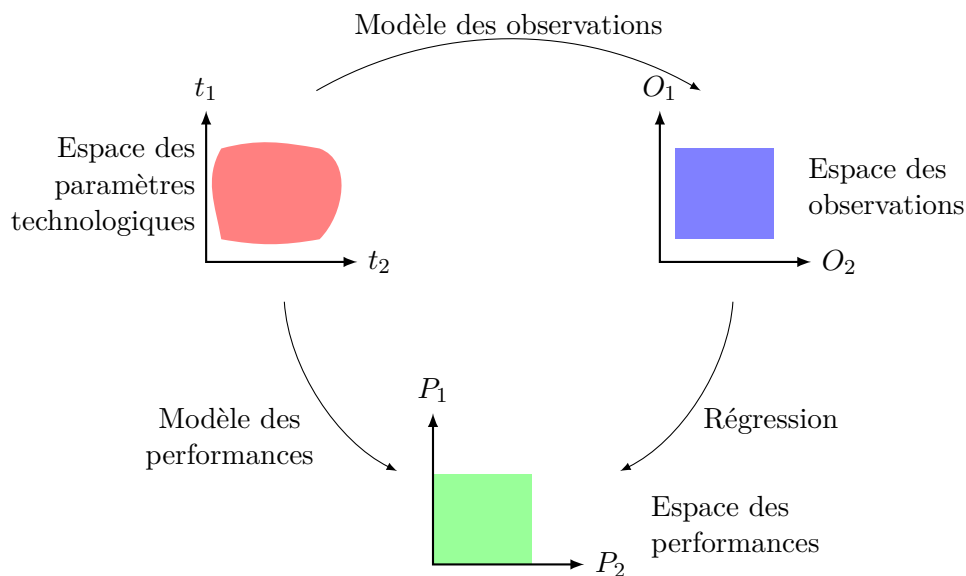 Modèle des observations
t1
O1
Espace des
paramètres
technologiques
Espace des
observations
t2
O2
P1
Modèle des
performances
Régression
Espace des
performances
P2